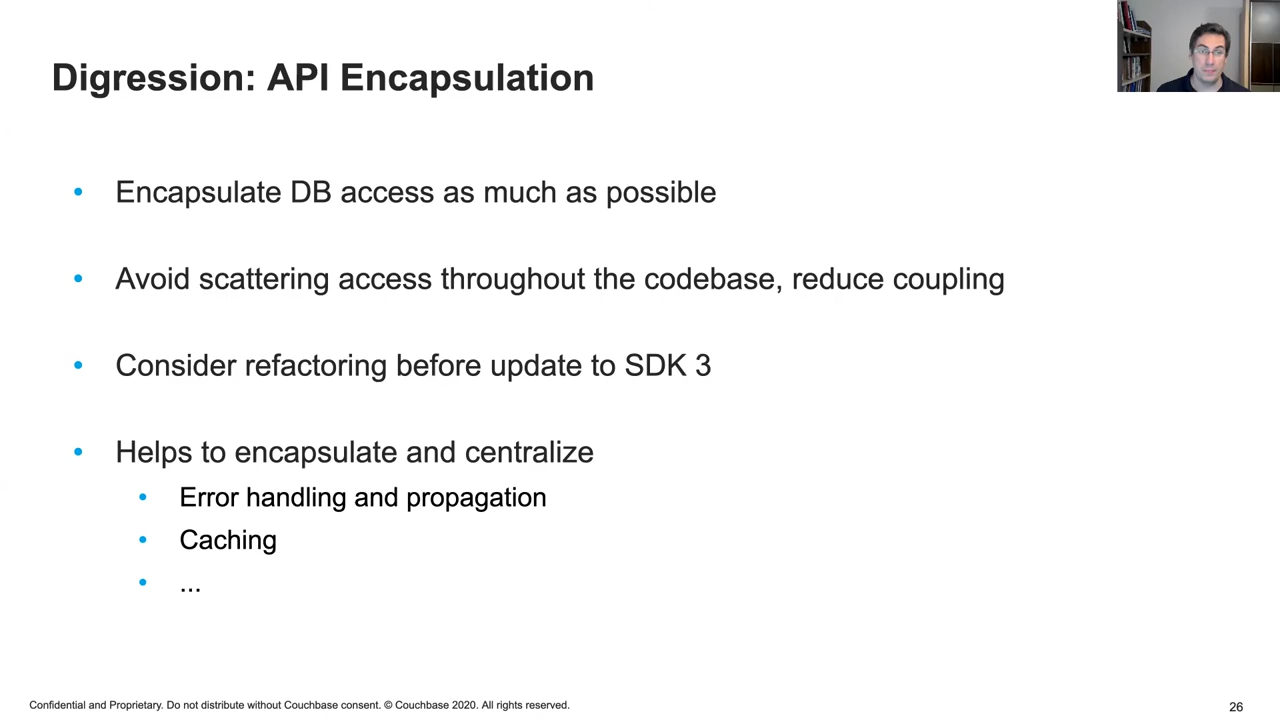 Digression: API Encapsulation
• Encapsulate DB access as much as possible
• Avoid scattering access throughout the codebase, reduce coupling
• Consider refactoring before update to SDK 3
• Helps to encapsulate and centralize
• Error handling and propagation
• Caching
• ...
Confidential and Proprietary. Do not distribute without Couchbase consent. © Couchbase 2020. All rights reserved.
26